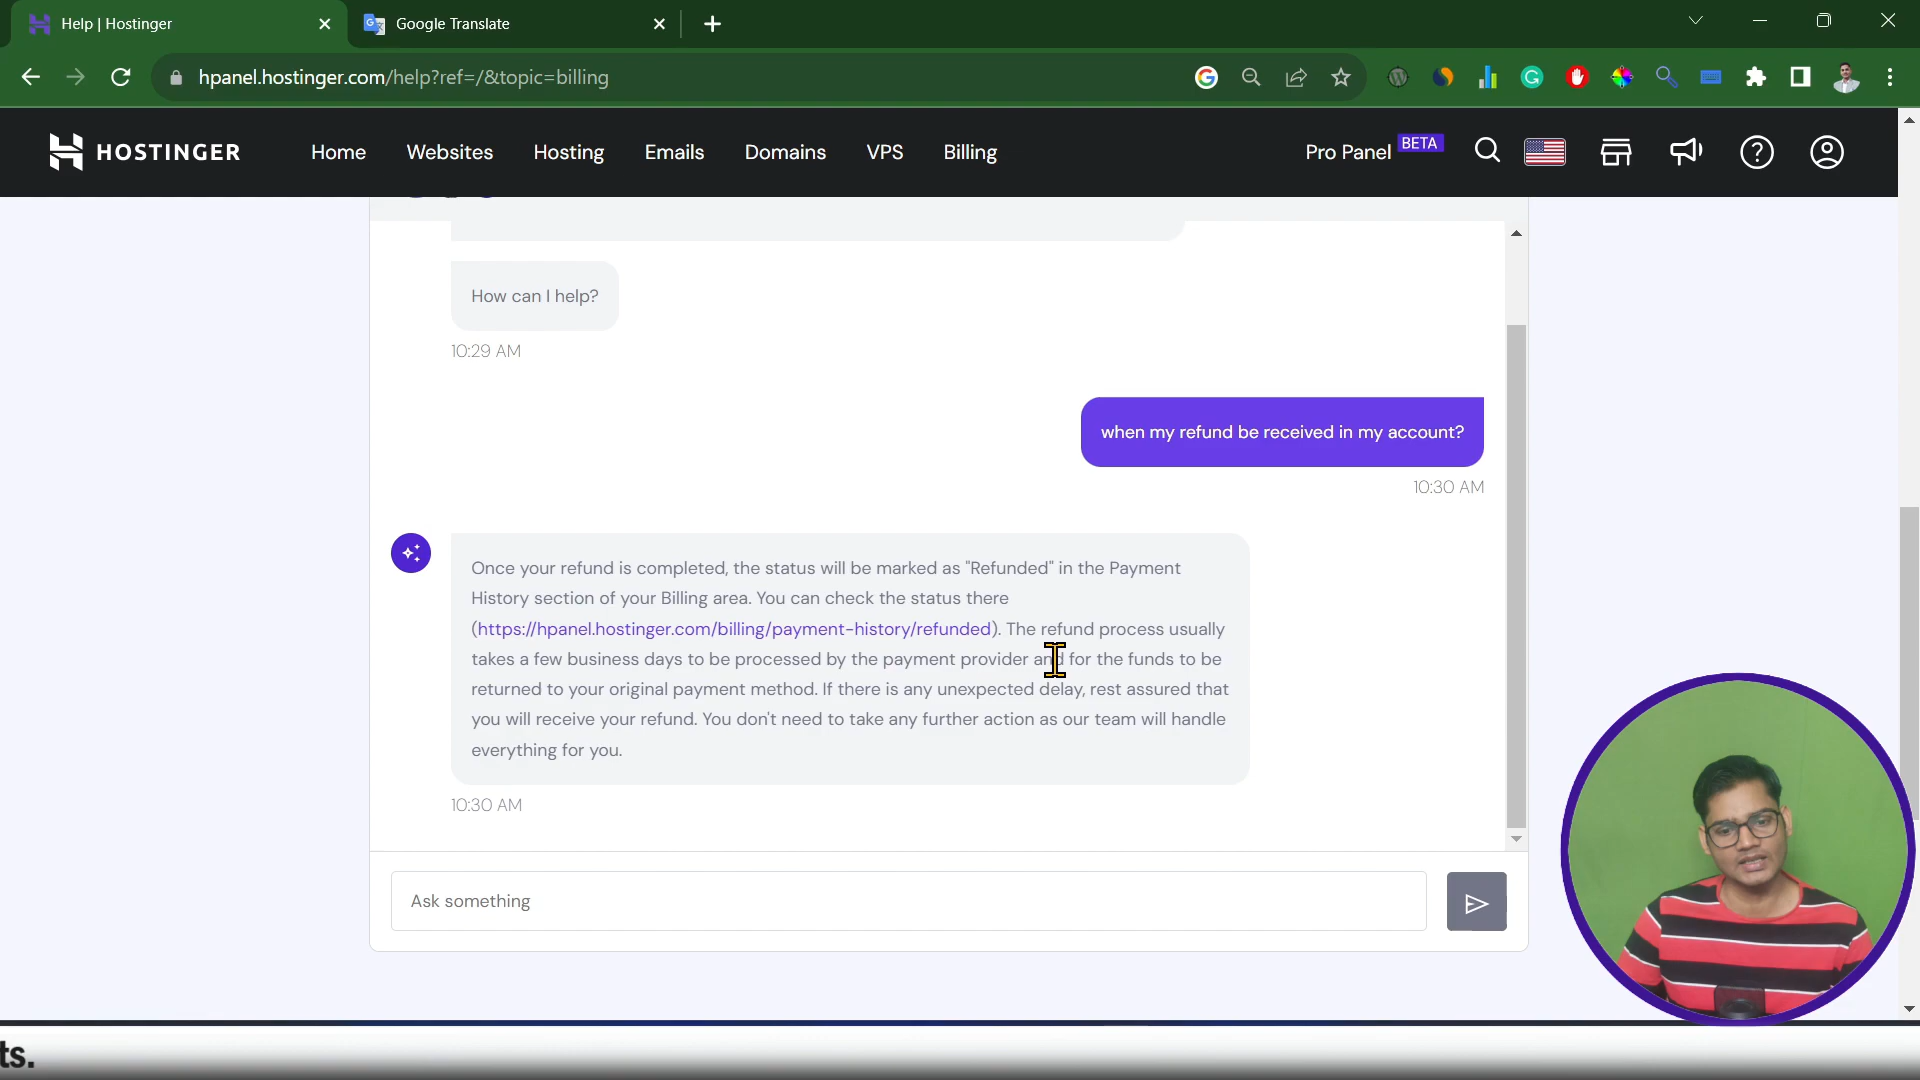 Help | Hostinger
Google Translate
hpanel.hostinger.com/help?ref=/&topic=billing
HOSTINGER
Home
Websites
Hosting
Emails
Domains
VPS
Billing
Pro Panel BETA
How can I help?
10:29 AM
when my refund be received in my account?
10:30 AM
Once your refund is completed, the status will be marked as "Refunded" in the Payment
History section of your Billing area. You can check the status there
(https://hpanel.hostinger.com/billing/payment-history/refunded). The refund process usually
takes a few business days to be processed by the payment provider and for the funds to be
returned to your original payment method. If there is any unexpected delay, rest assured that
you will receive your refund. You don't need to take any further action as our team will handle
everything for you.
10:30 AM
Ask something
ts.